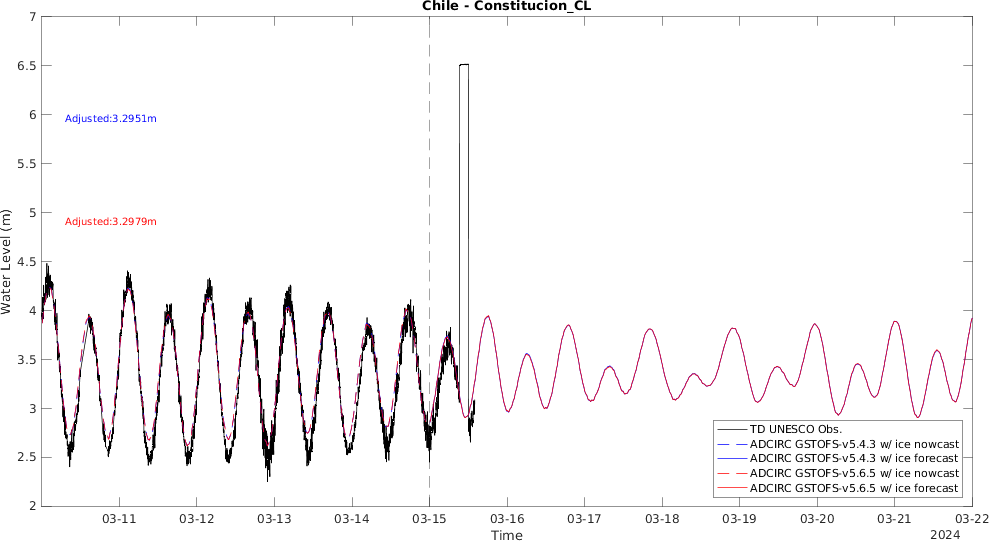 Chile - Constitucion_CL
7
6.5
6
5.5
5
4.5
4
3.5
3
2.5
2
Water Level (m)
Adjusted:3.2951m
Adjusted:3.2979m
TD UNESCO Obs.
ADCIRC GSTOFS-v5.4.3 w/ ice nowcast
ADCIRC GSTOFS-v5.4.3 w/ ice forecast
ADCIRC GSTOFS-v5.6.5 w/ ice nowcast
ADCIRC GSTOFS-v5.6.5 w/ ice forecast
03-11 03-12 03-13 03-14 03-15 03-16 03-17 03-18 03-19 03-20 03-21 03-22
Time
2024